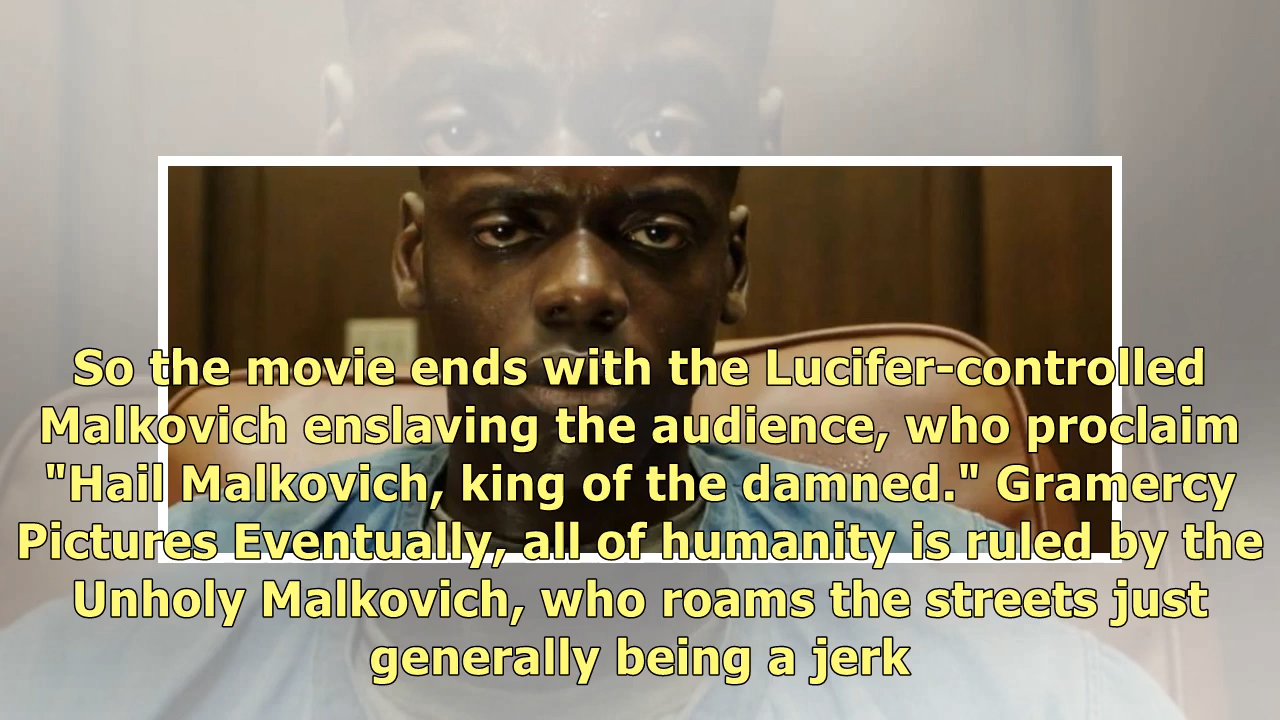 So the movie ends with the Lucifer-controlled
Malkovich enslaving the audience, who proclaim
"Hail Malkovich, king of the damned." Gramercy
Pictures Eventually, all of humanity is ruled by the
Unholy Malkovich, who roams the streets just
generally being a jerk